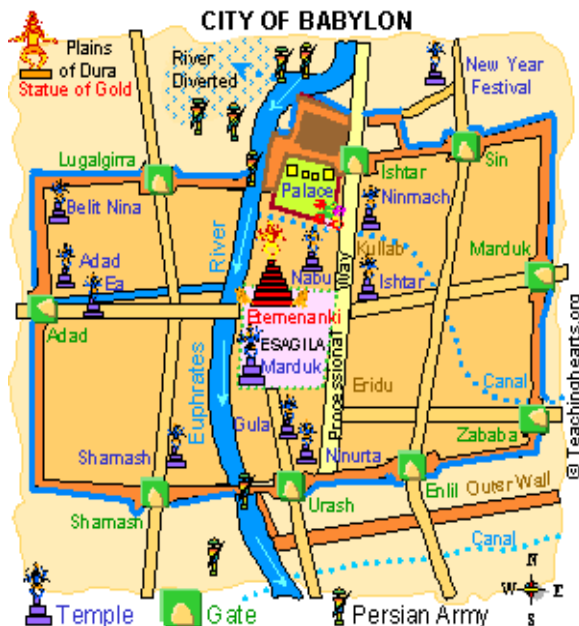 CITY OF BABYLON
Plains
of Dura
Statue of Gold
River
Diverted
New Year
Festival
Lugalgirra
Ishtar
Sin
Palace
Belit Nina
Ninmach
River
Kullab
Marduk
Adad
Ea
Nabu
Way
Ishtar
Adad
Etemenanki
ESAGILA
Marduk
Processional
Eridu
Canal
Euphrates
Gula
Zababa
Shamash
Ninurta
Shamash
Urash
Enlil
Outer Wall
Canal
© Teachinghearts.org
N
W
E
S
Temple
Gate
Persian Army